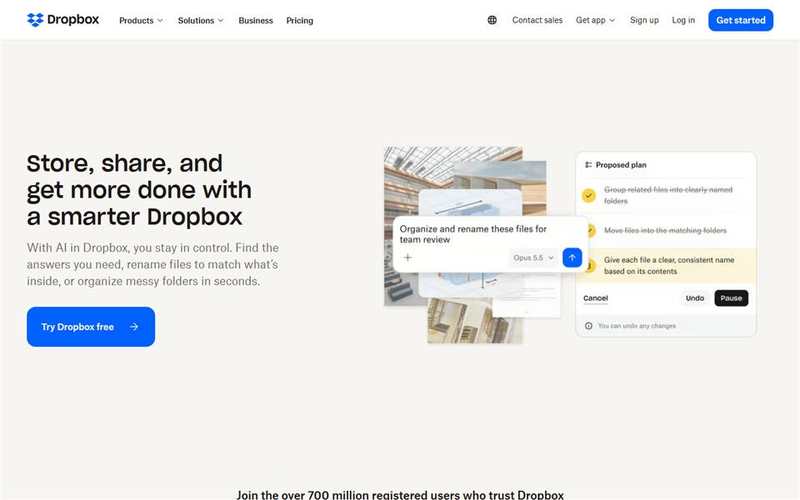 Dropbox
Products
Solutions
Business
Pricing
Contact sales
Get app
Sign up
Log in
Get started
Store, share, and
get more done with
a smarter Dropbox
With AI in Dropbox, you stay in control. Find the
answers you need, rename files to match what's
inside, or organize messy folders in seconds.
Try Dropbox free
Organize and rename these files for
team review
Opus 5.5
Proposed plan
Group related files into clearly named
folders
Move files into the matching folders
Give each file a clear, consistent name
based on its contents
Cancel
Undo
Pause
You can undo any changes
Join the over 700 million registered users who trust Dropbox